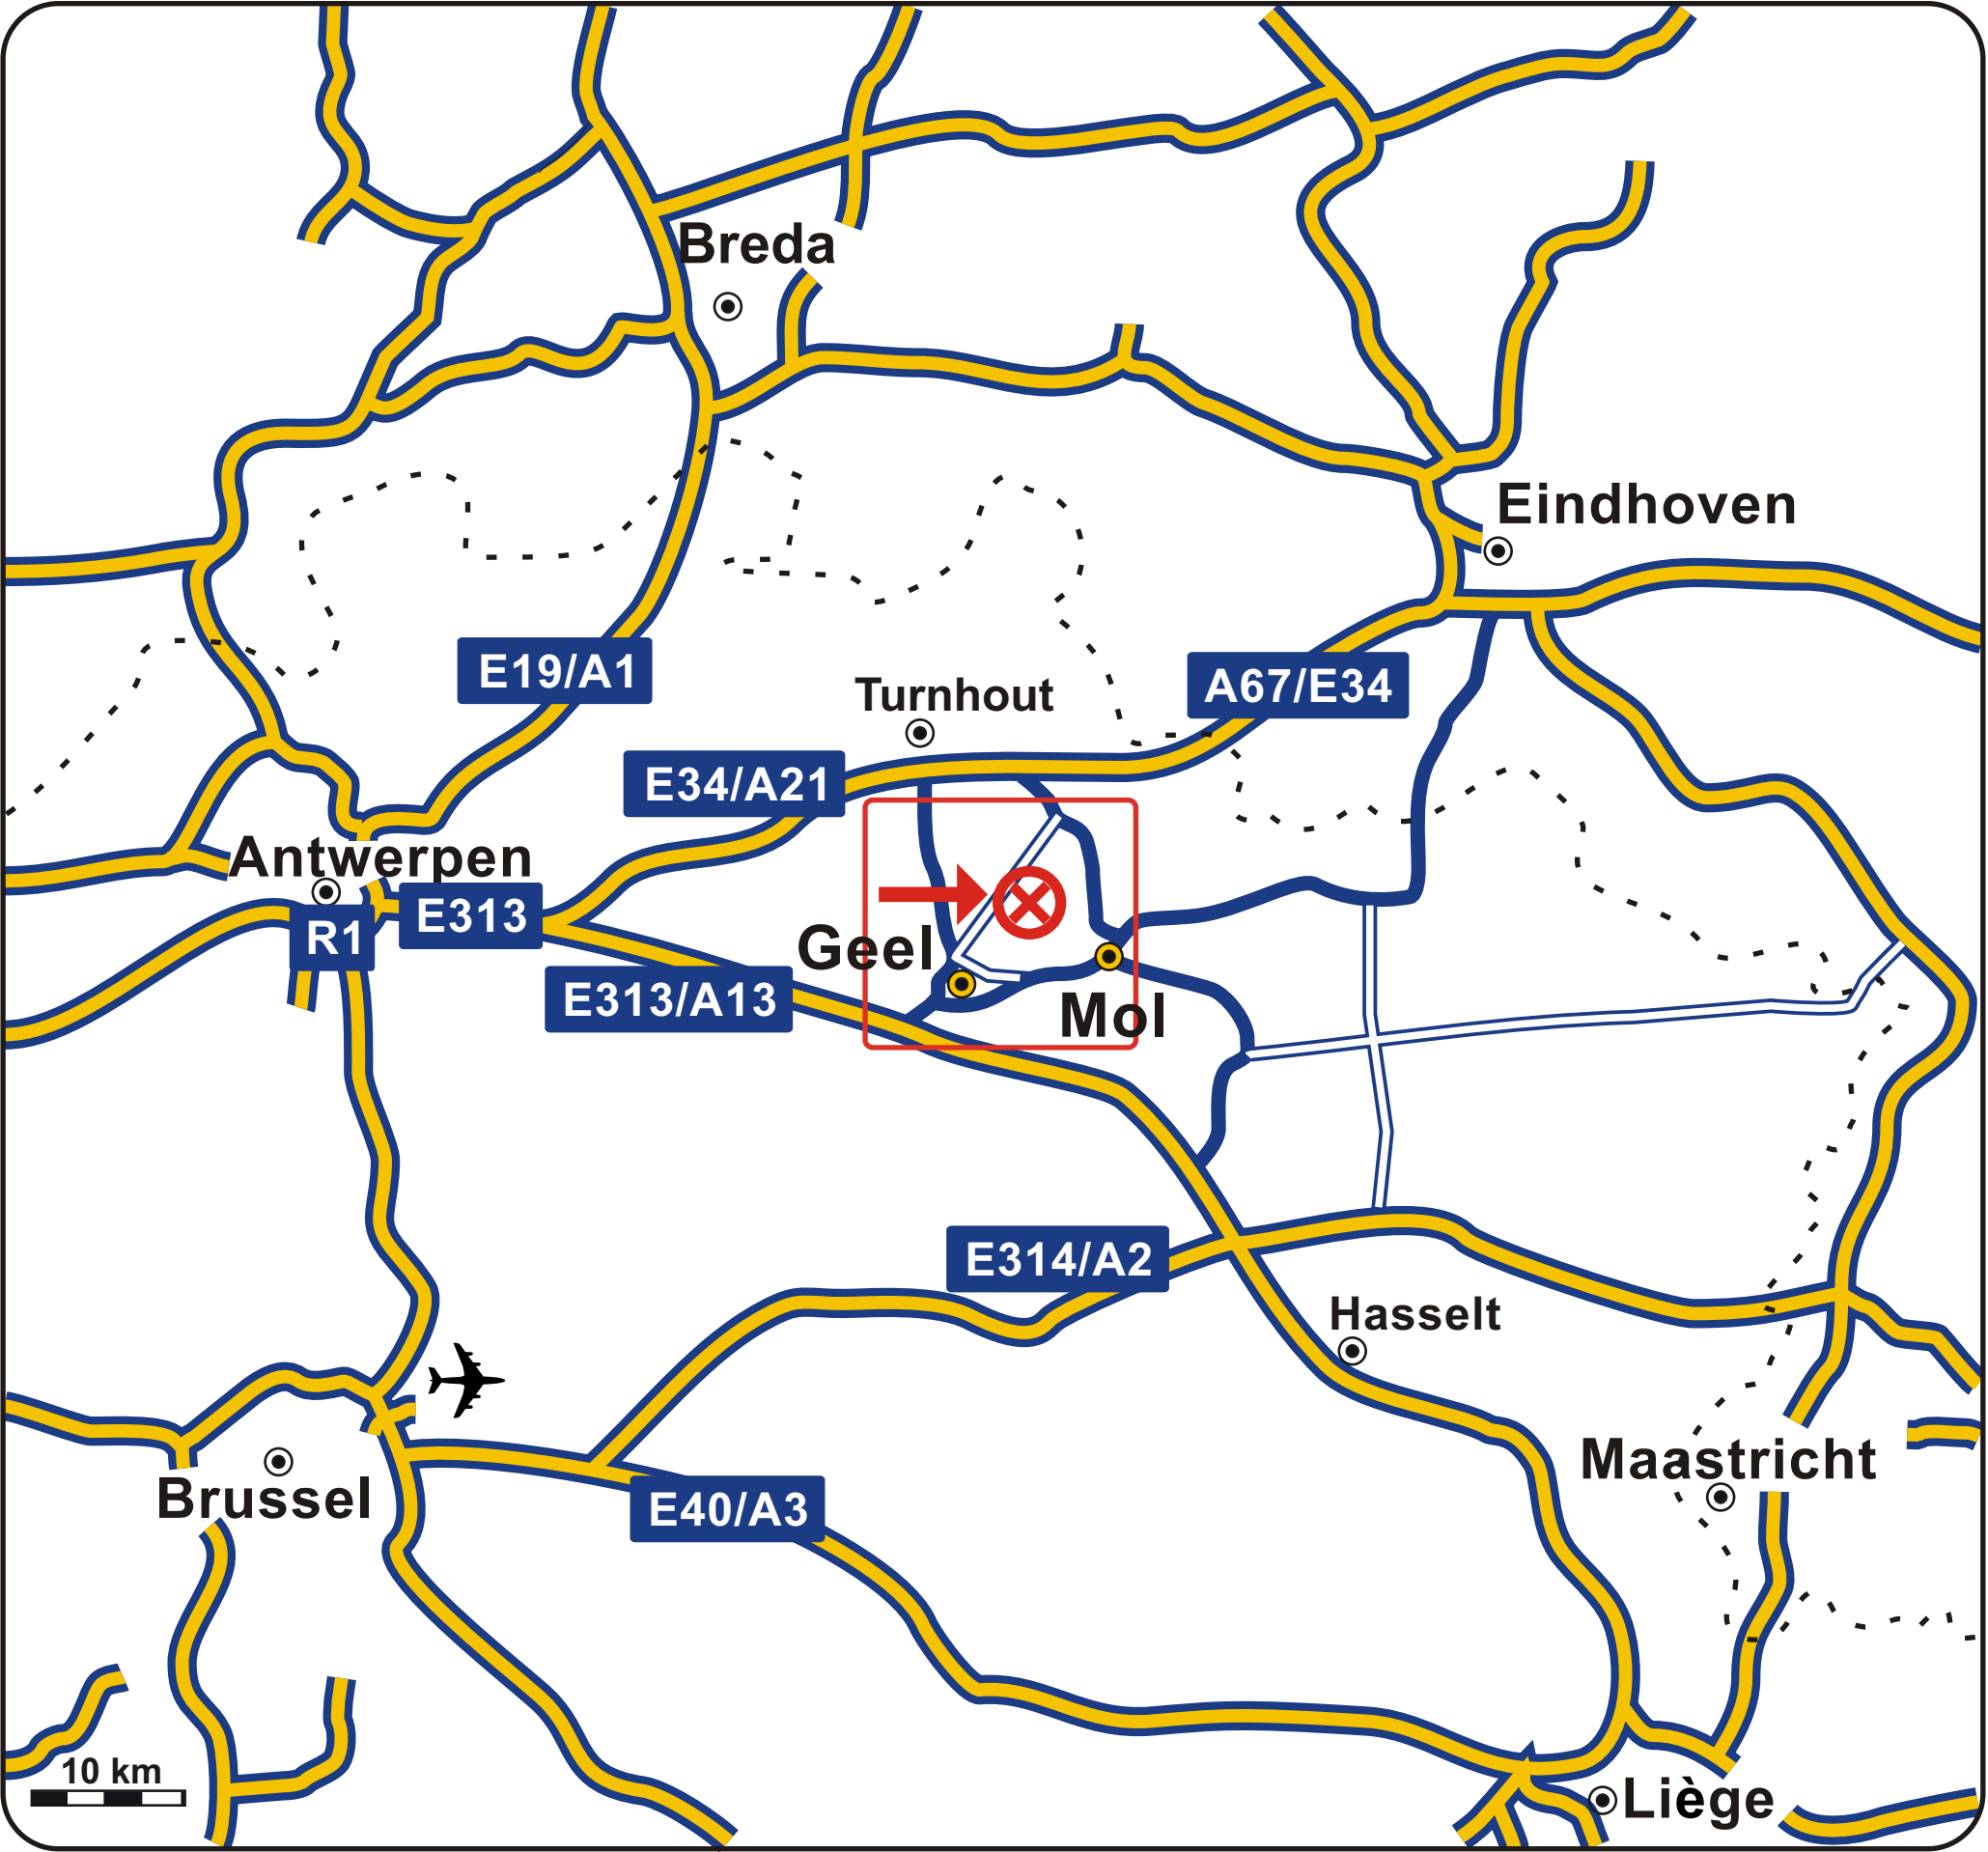 Breda
Eindhoven
E19/A1
Turnhout
A67/E34
E34/A21
Antwerpen
E313
R1
Geel
E313/A13
Mol
E314/A2
Hasselt
Maastricht
Brussel
E40/A3
10 km
Liège